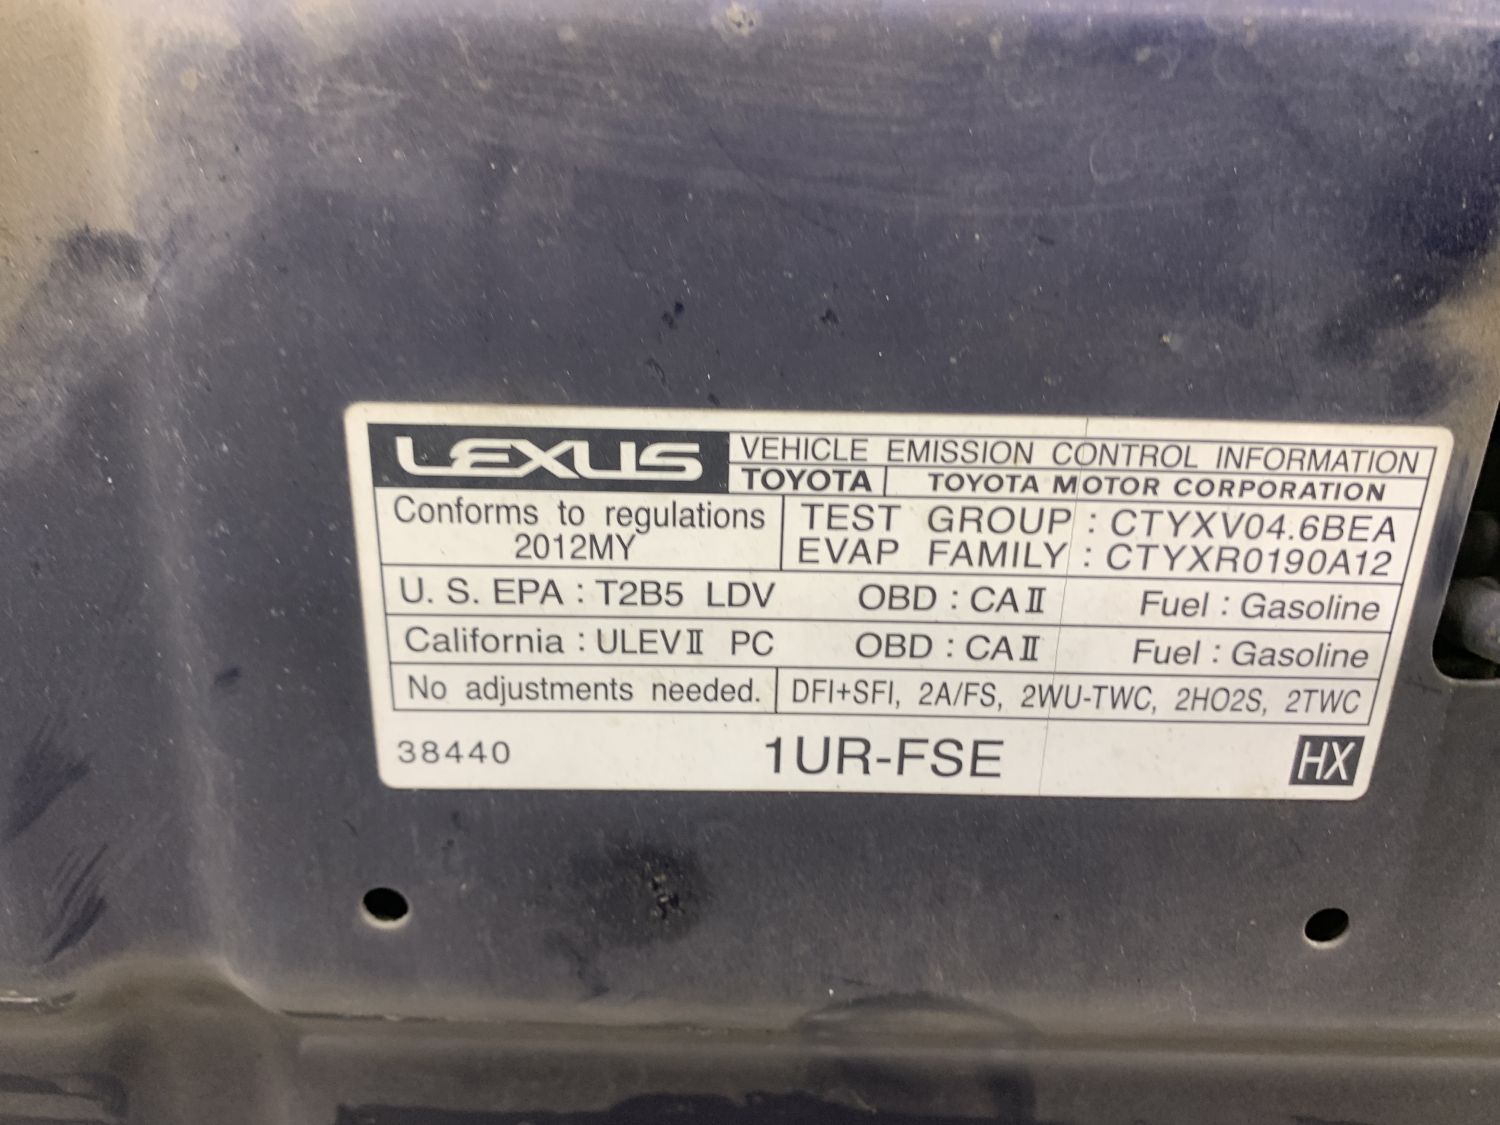 LEXUS VEHICLE EMISSION CONTROL INFORMATION
TOYOTA TOYOTA MOTOR CORPORATION
Conforms to regulations
2012MY
TEST GROUP : CTYXV04.6BEA
EVAP FAMILY : CTYXR0190A12
U. S. EPA : T2B5 LDV OBD : CAⅡ Fuel : Gasoline
California : ULEVⅡ PC OBD : CAⅡ Fuel : Gasoline
No adjustments needed. DFI+SFI, 2A/FS, 2WU-TWC, 2HO2S, 2TWC
38440 1UR-FSE HX